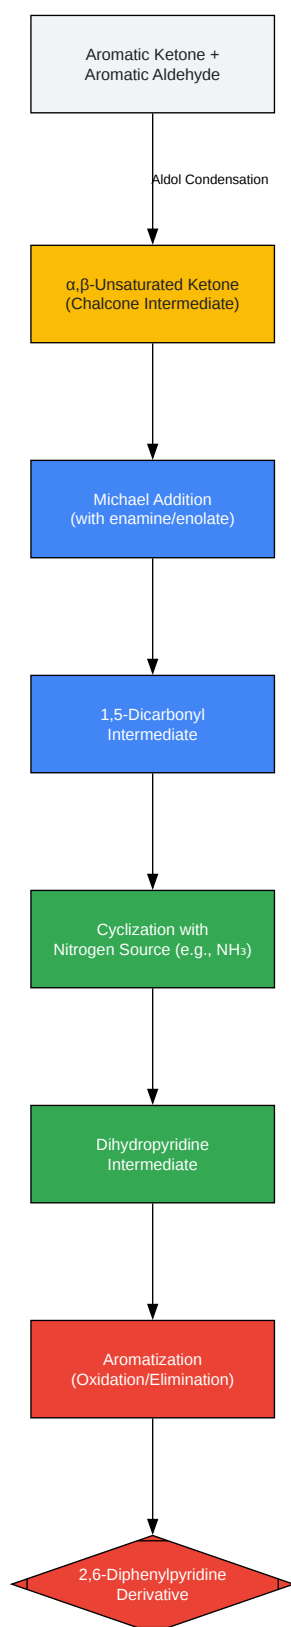 Aromatic Ketone +
Aromatic Aldehyde
Aldol Condensation
α,β-Unsaturated Ketone
(Chalcone Intermediate)
Michael Addition
(with enamine/enolate)
1,5-Dicarbonyl
Intermediate
Cyclization with
Nitrogen Source (e.g., NH₃)
Dihydropyridine
Intermediate
Aromatization
(Oxidation/Elimination)
2,6-Diphenylpyridine
Derivative